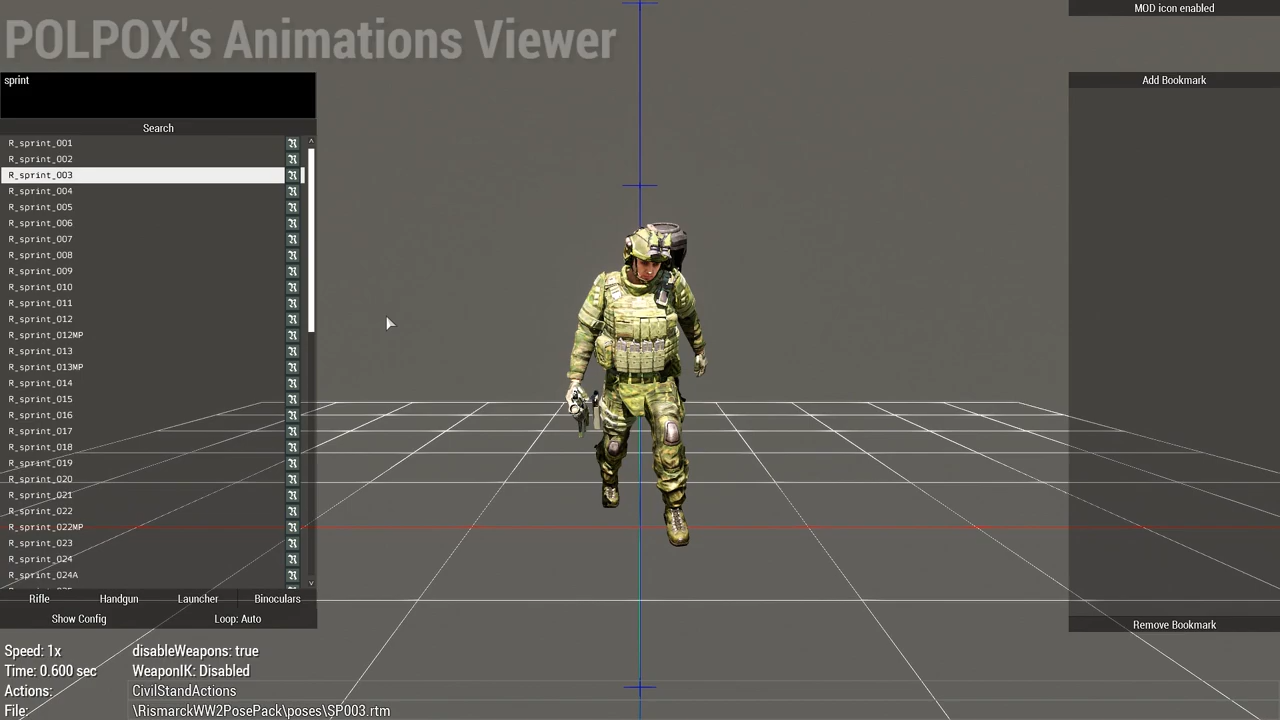 POLPOX's Animations Viewer
MOD icon enabled
sprint
Add Bookmark
Search
R_sprint_001
R_sprint_002
R_sprint_003
R_sprint_004
R_sprint_005
R_sprint_006
R_sprint_007
R_sprint_008
R_sprint_009
R_sprint_010
R_sprint_011
R_sprint_012
R_sprint_012MP
R_sprint_013
R_sprint_013MP
R_sprint_014
R_sprint_015
R_sprint_016
R_sprint_017
R_sprint_018
R_sprint_019
R_sprint_020
R_sprint_021
R_sprint_022
R_sprint_022MP
R_sprint_023
R_sprint_024
R_sprint_024A
Rifle Handgun Launcher Binoculars
Show Config Loop: Auto
Remove Bookmark
Speed: 1x disableWeapons: true
Time: 0.600 sec WeaponIK: Disabled
Actions: CivilStandActions
File: \RismarckWW2PosePack\poses\SP003.rtm